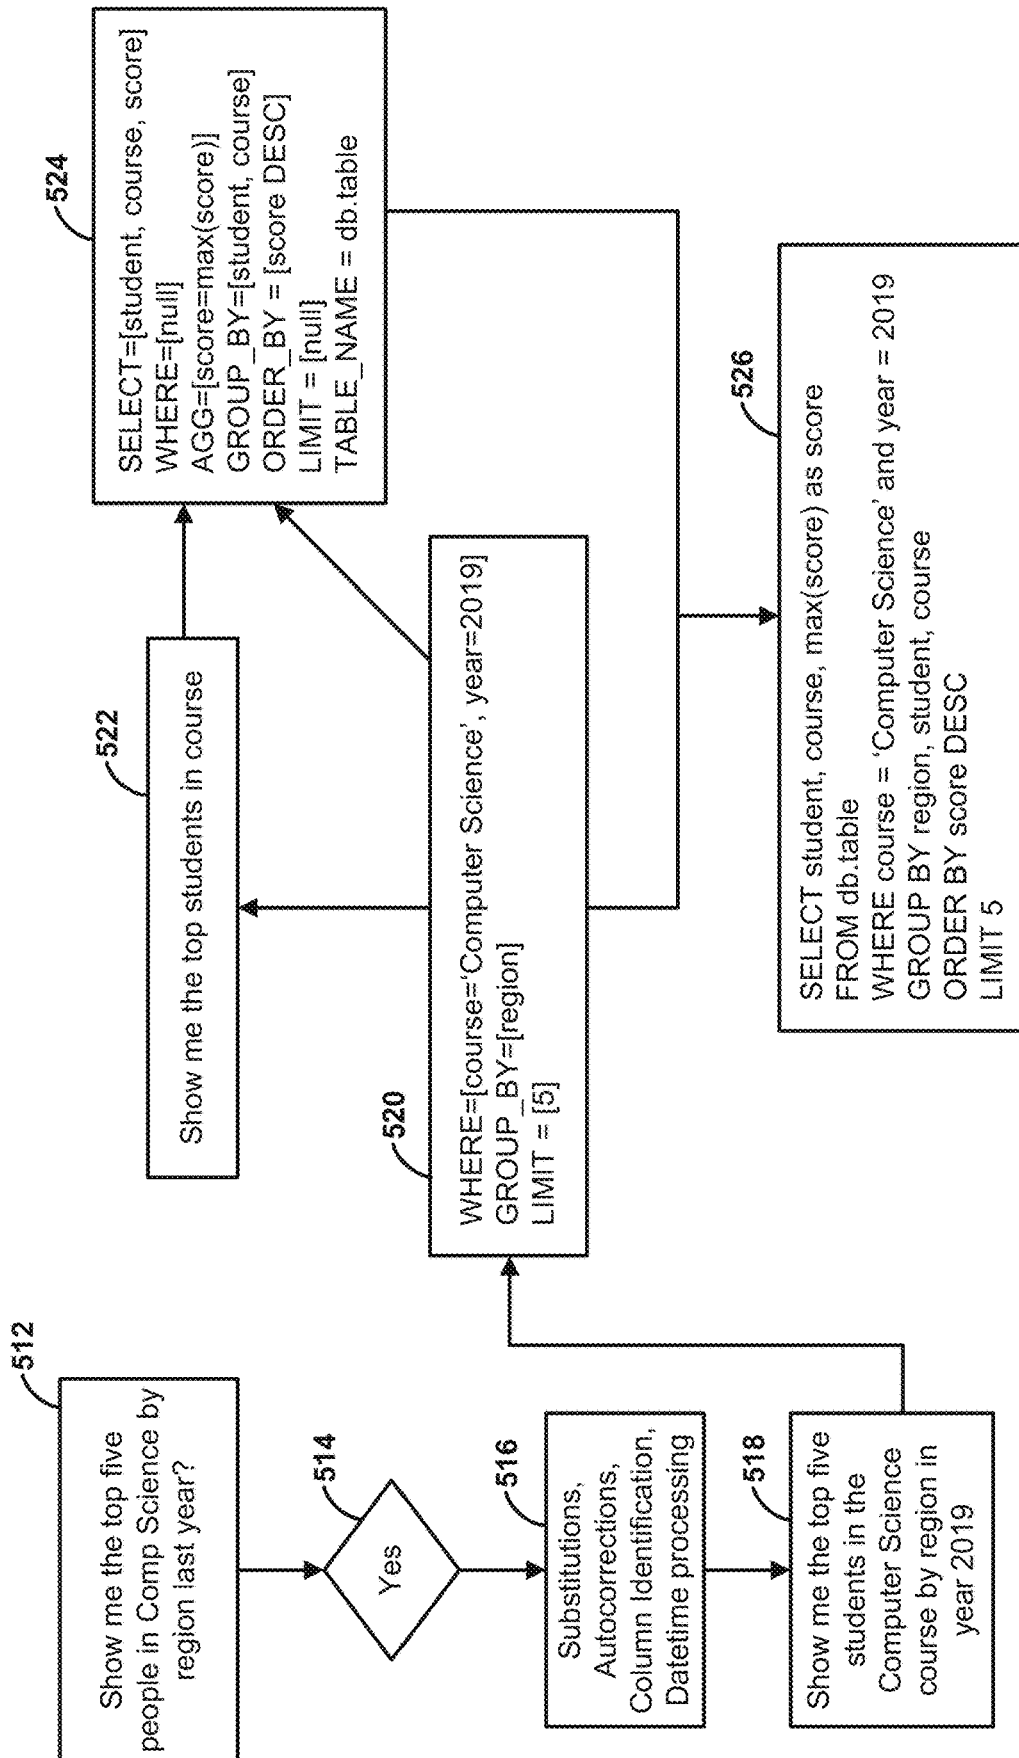 512
Show me the top five
people in Comp Science by
region last year?
514
Yes
516
Substitutions,
Autocorrections,
Column Identification,
Datetime processing
518
Show me the top five
students in the
Computer Science
course by region in
year 2019
520
WHERE=[course=‘Computer Science’, year=2019]
GROUP_BY=[region]
LIMIT = [5]
522
Show me the top students in course
524
SELECT=[student, course, score]
WHERE=[null]
AGG=[score=max(score)]
GROUP_BY=[student, course]
ORDER_BY = [score DESC]
LIMIT = [null]
TABLE_NAME = db.table
526
SELECT student, course, max(score) as score
FROM db.table
WHERE course = ‘Computer Science’ and year = 2019
GROUP BY region, student, course
ORDER BY score DESC
LIMIT 5